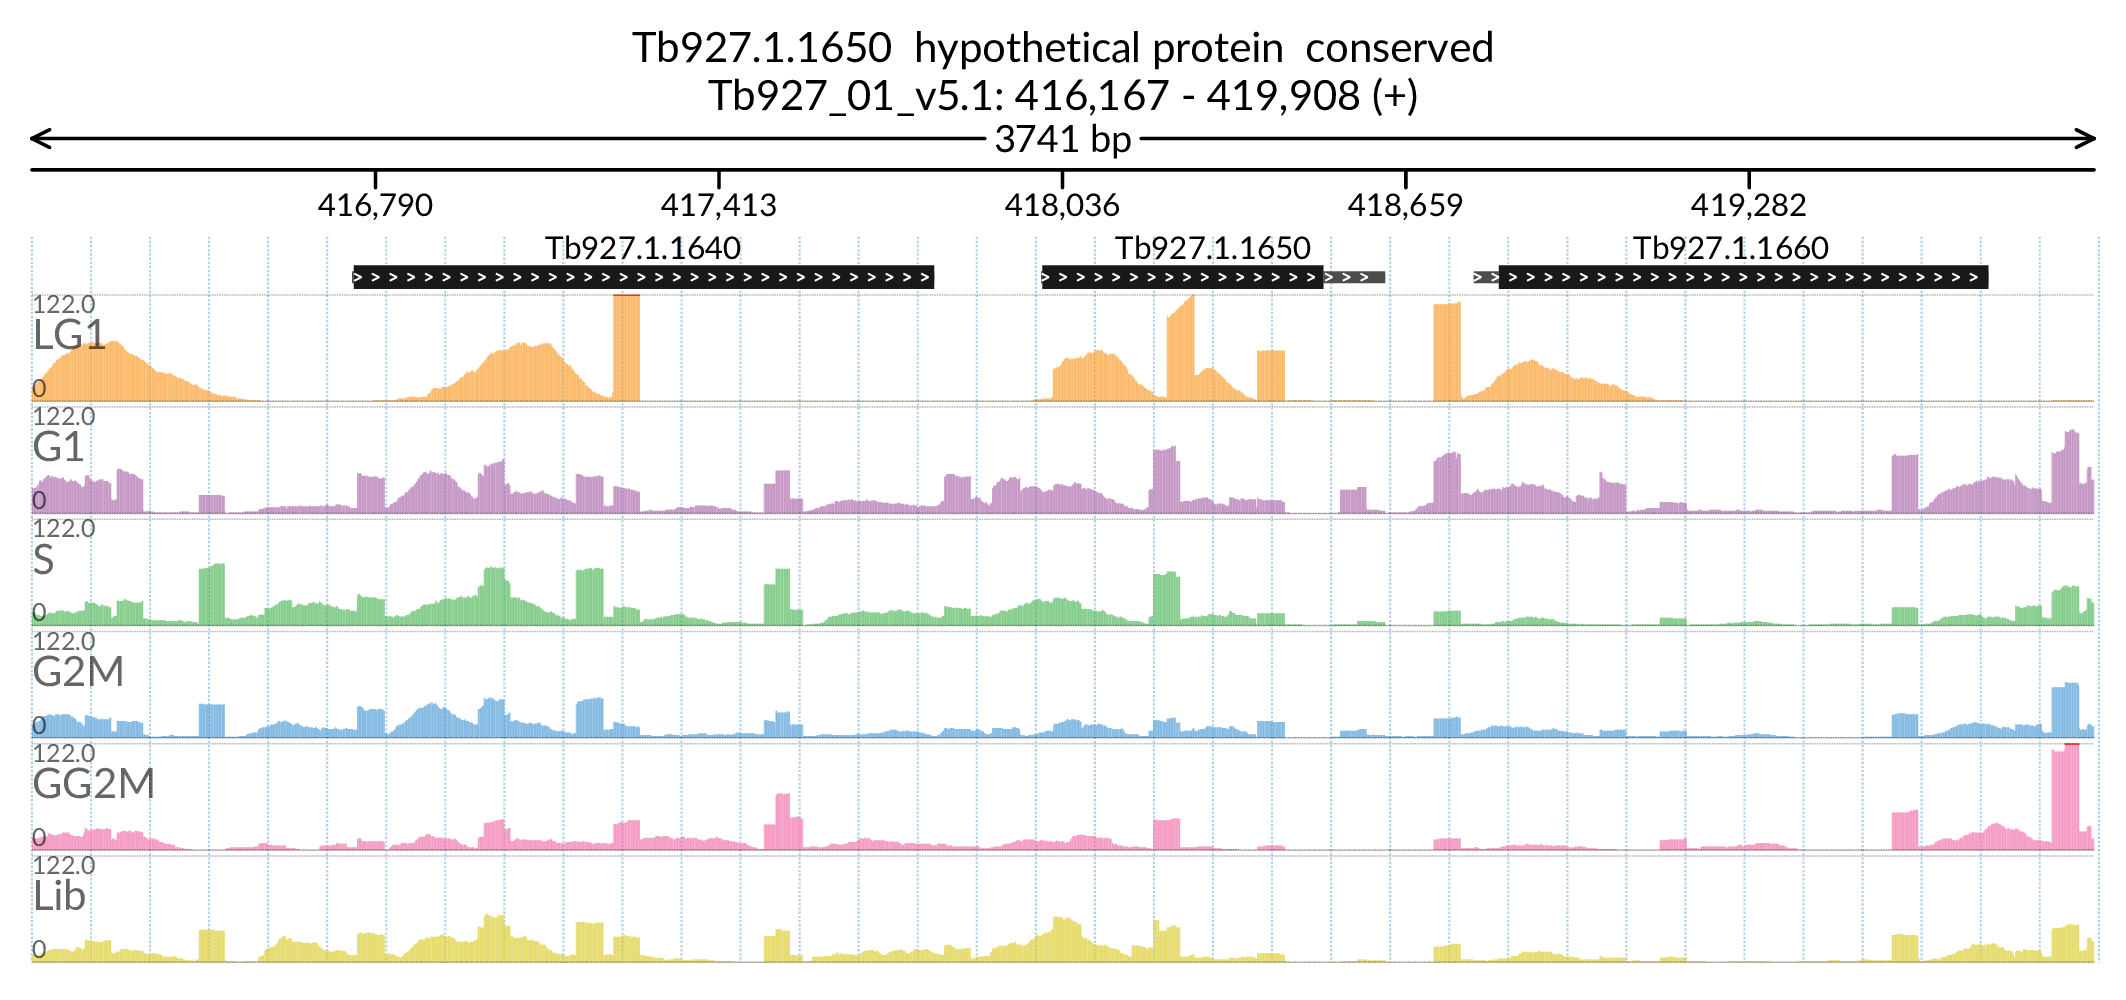 Tb927.1.1650 hypothetical protein conserved
Tb927_01_v5.1: 416,167 - 419,908 (+)
3741 bp
416,790 417,413 418,036 418,659 419,282
Tb927.1.1640 Tb927.1.1650 Tb927.1.1660
122.0
LG1
0
122.0
G1
0
122.0
S
0
122.0
G2M
0
122.0
GG2M
0
122.0
Lib
0